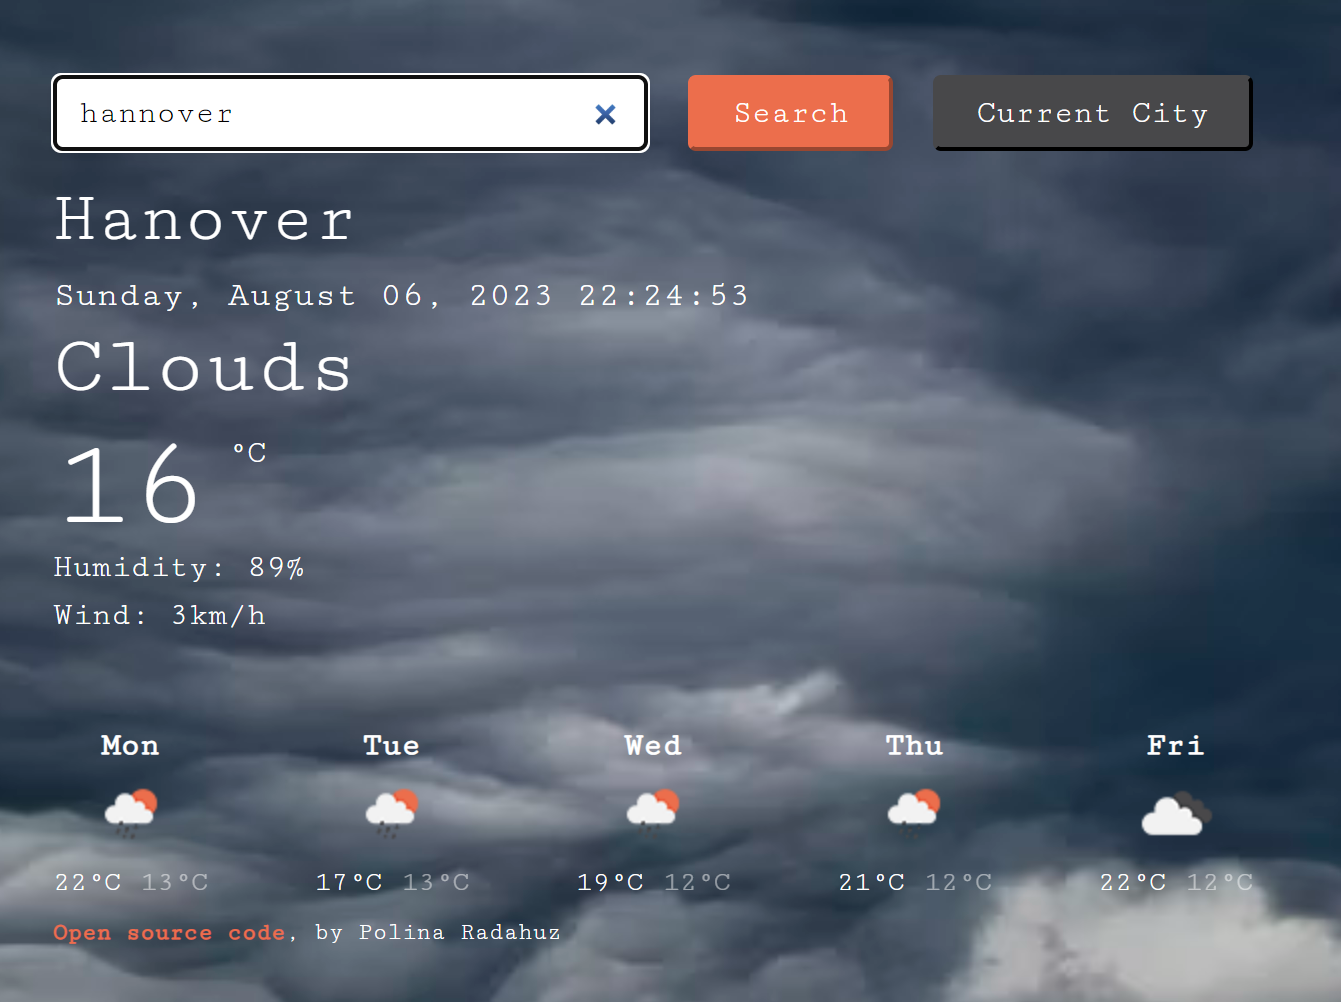 hannover
Search
Current City
Hanover
Sunday, August 06, 2023 22:24:53
Clouds
16 °C
Humidity: 89%
Wind: 3km/h
Mon Tue Wed Thu Fri
22°C 13°C 17°C 13°C 19°C 12°C 21°C 12°C 22°C 12°C
Open source code, by Polina Radahuz